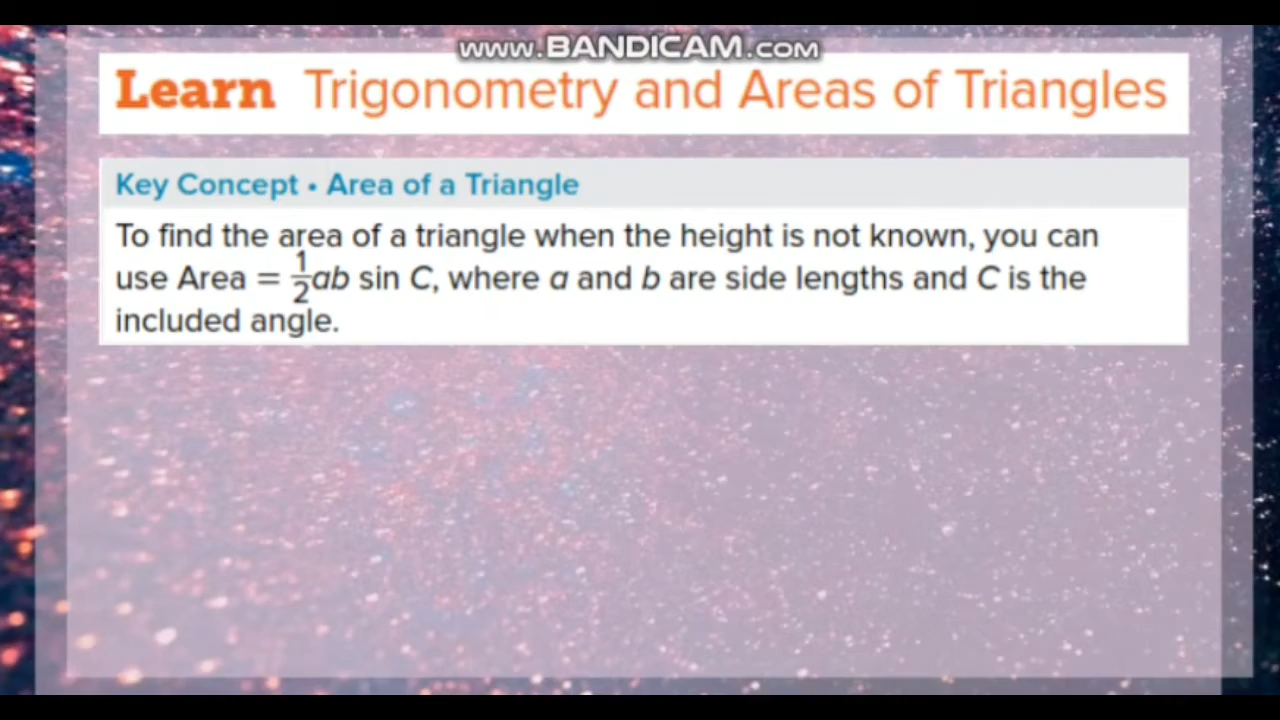 www.BANDICAM.com
Learn Trigonometry and Areas of Triangles
Key Concept • Area of a Triangle
To find the area of a triangle when the height is not known, you can
use Area = 1/2 ab sin C, where a and b are side lengths and C is the
included angle.